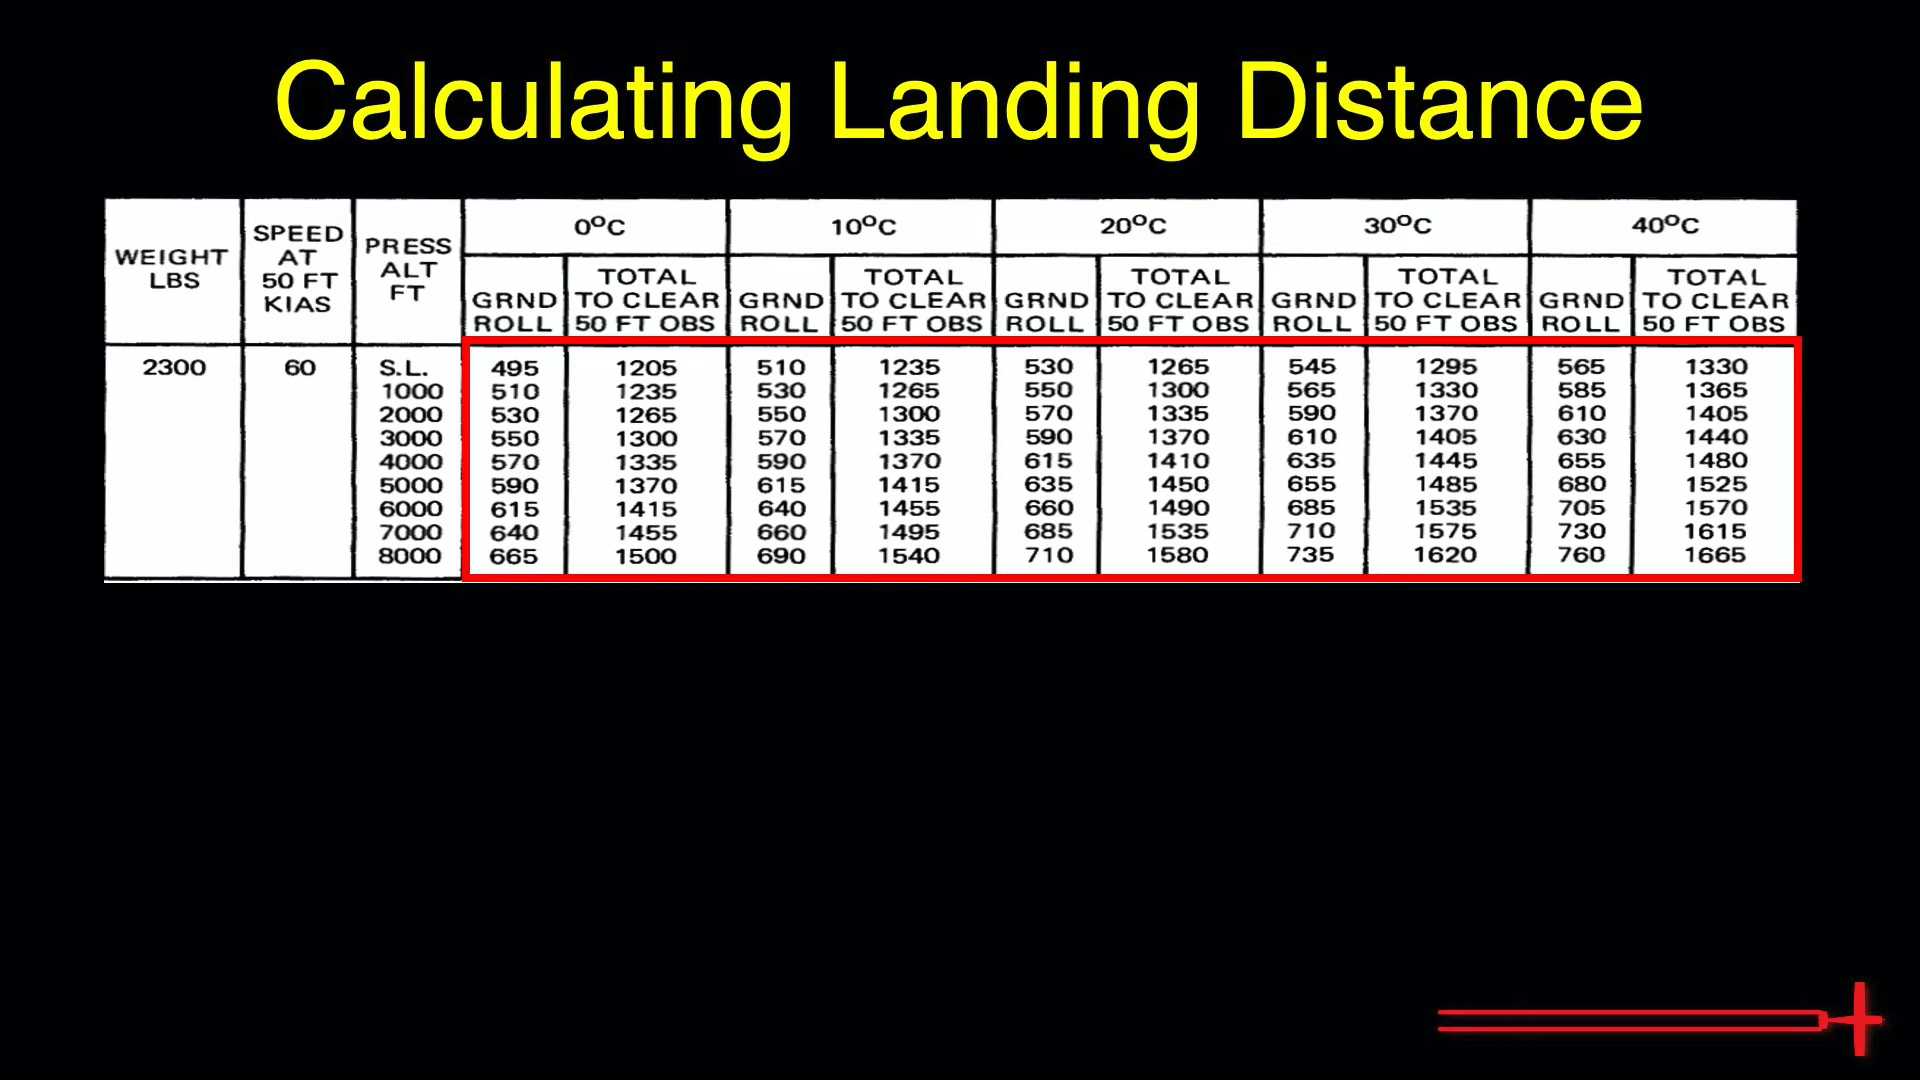 Calculating Landing Distance
WEIGHT LBS SPEED AT 50 FT KIAS PRESS ALT FT 0°C 10°C 20°C 30°C 40°C
GRND ROLL TOTAL TO CLEAR 50 FT OBS GRND ROLL TOTAL TO CLEAR 50 FT OBS GRND ROLL TOTAL TO CLEAR 50 FT OBS GRND ROLL TOTAL TO CLEAR 50 FT OBS GRND ROLL TOTAL TO CLEAR 50 FT OBS
2300 60 S.L. 495 1205 510 1235 530 1265 545 1295 565 1330
1000 510 1235 530 1265 550 1300 565 1330 585 1365
2000 530 1265 550 1300 570 1335 590 1370 610 1405
3000 550 1300 570 1335 590 1370 610 1405 630 1440
4000 570 1335 590 1370 615 1410 635 1445 655 1480
5000 590 1370 615 1415 635 1450 655 1485 680 1525
6000 615 1415 640 1455 660 1490 685 1535 705 1570
7000 640 1455 660 1495 685 1535 710 1575 730 1615
8000 665 1500 690 1540 710 1580 735 1620 760 1665